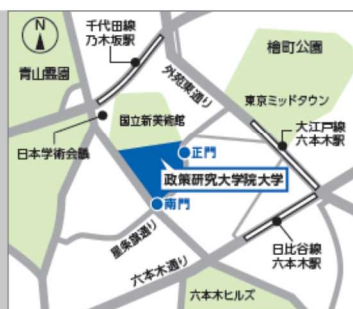 N
千代田線
乃木坂駅
檜町公園
青山霊園
外苑東通り
東京ミッドタウン
国立新美術館
大江戸線
六本木駅
日本学術会議
正門
政策研究大学院大学
南門
星条旗通り
日比谷線
六本木駅
六本木通り
六本木ヒルズ